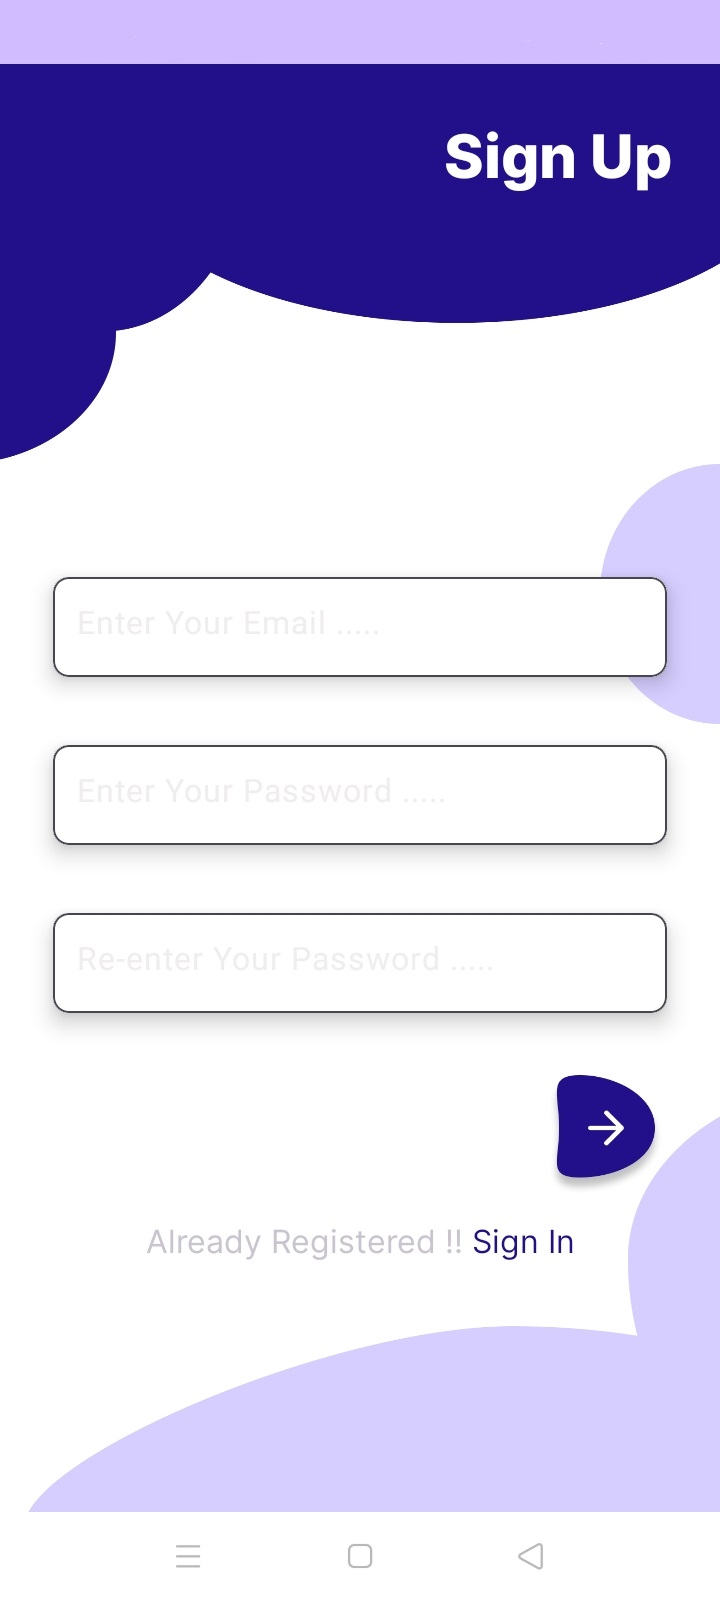 Sign Up
Enter Your Email .....
Enter Your Password .....
Re-enter Your Password .....
Already Registered !! Sign In